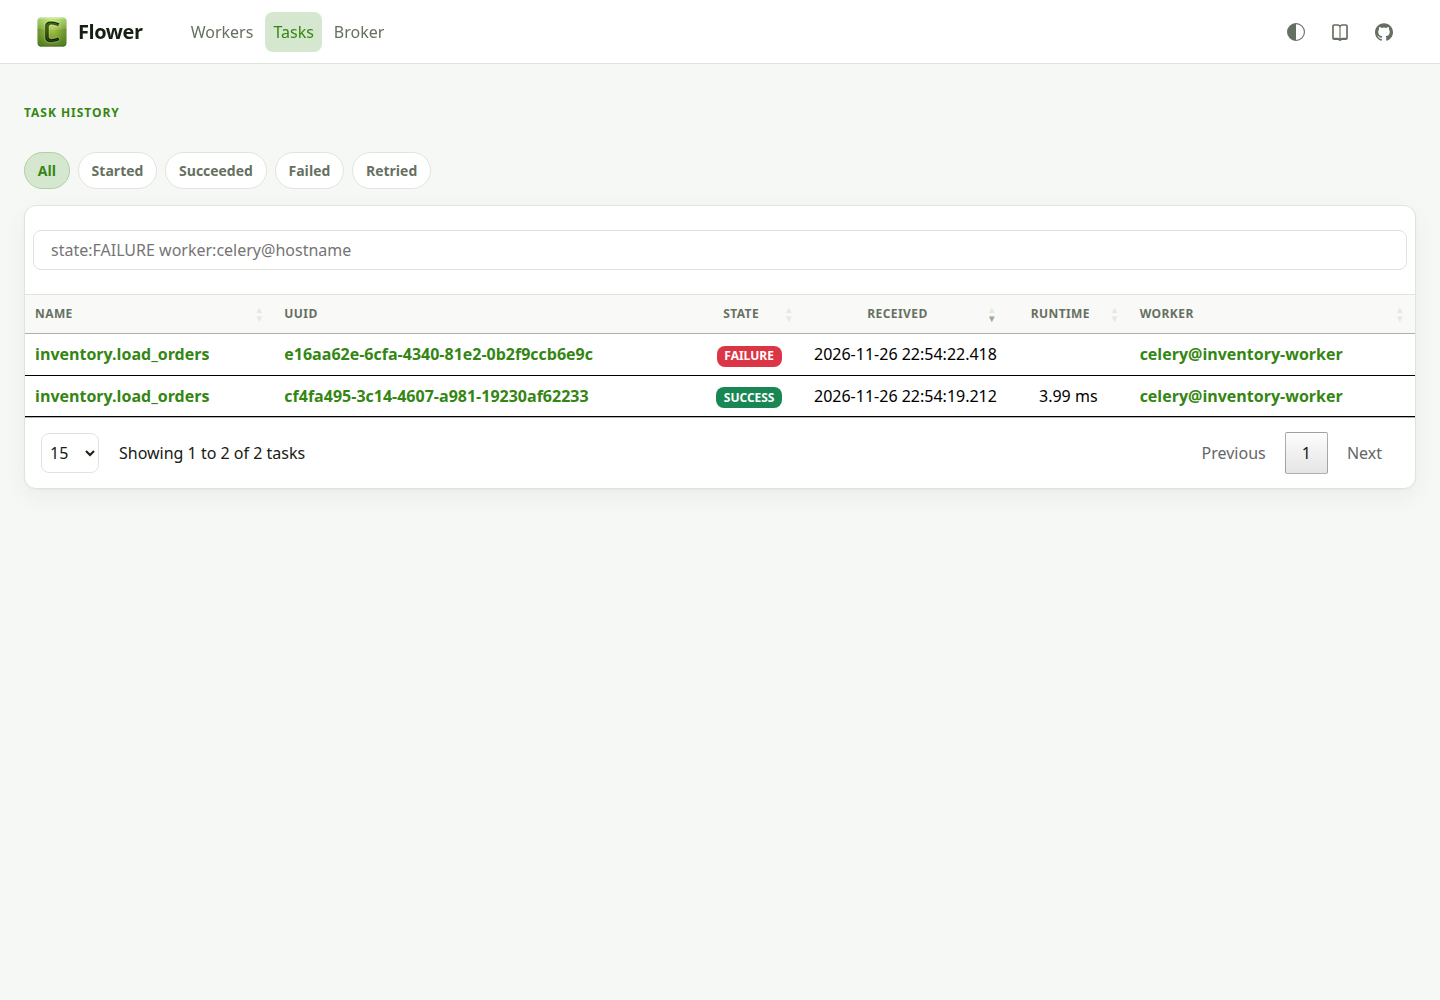 Flower Workers Tasks Broker
TASK HISTORY
All Started Succeeded Failed Retried
state:FAILURE worker:celery@hostname
NAME UUID STATE RECEIVED RUNTIME WORKER
inventory.load_orders e16aa62e-6cfa-4340-81e2-0b2f9ccb6e9c FAILURE 2026-11-26 22:54:22.418 celery@inventory-worker
inventory.load_orders cf4fa495-3c14-4607-a981-19230af62233 SUCCESS 2026-11-26 22:54:19.212 3.99 ms celery@inventory-worker
15 Showing 1 to 2 of 2 tasks Previous 1 Next